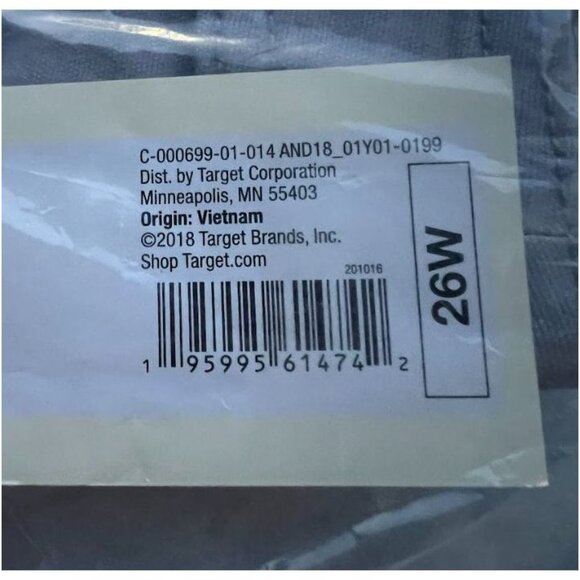 C-000699-01-014 AND18_01Y01-0199
Dist. by Target Corporation
Minneapolis, MN 55403
Origin: Vietnam
©2018 Target Brands, Inc.
Shop Target.com
201016
1 95995 61474 2
26W